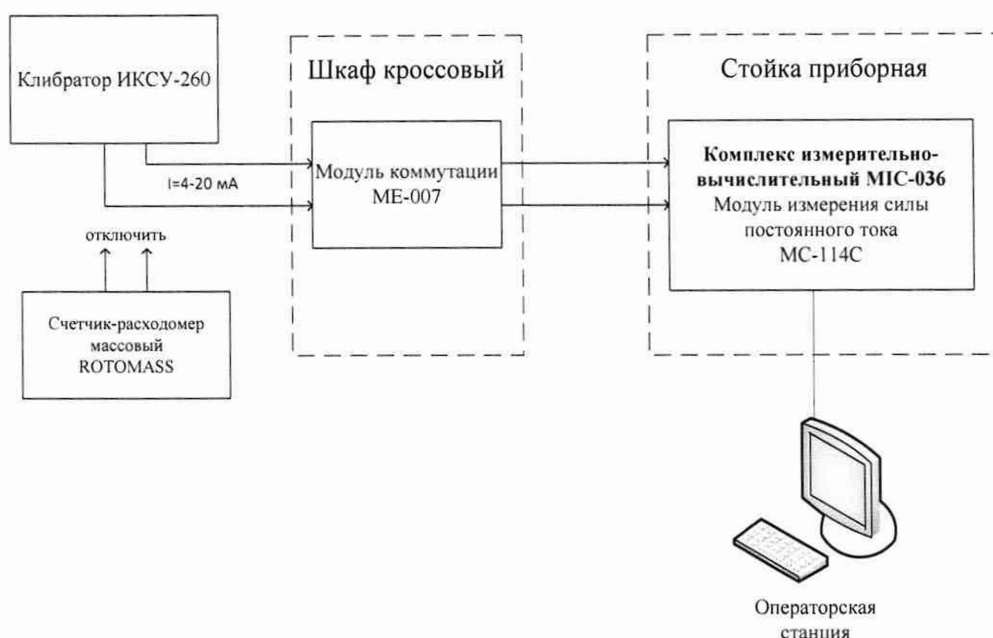 Клибратор ИКСУ-260
Шкаф кроссовый
Стойка приборная
I=4-20 мА
Модуль коммутации
МЕ-007
Комплекс измерительно-
вычислительный MIC-036
Модуль измерения силы
постоянного тока
МС-114С
отключить
Счетчик-расходомер
массовый
ROTOMASS
Операторская
станция